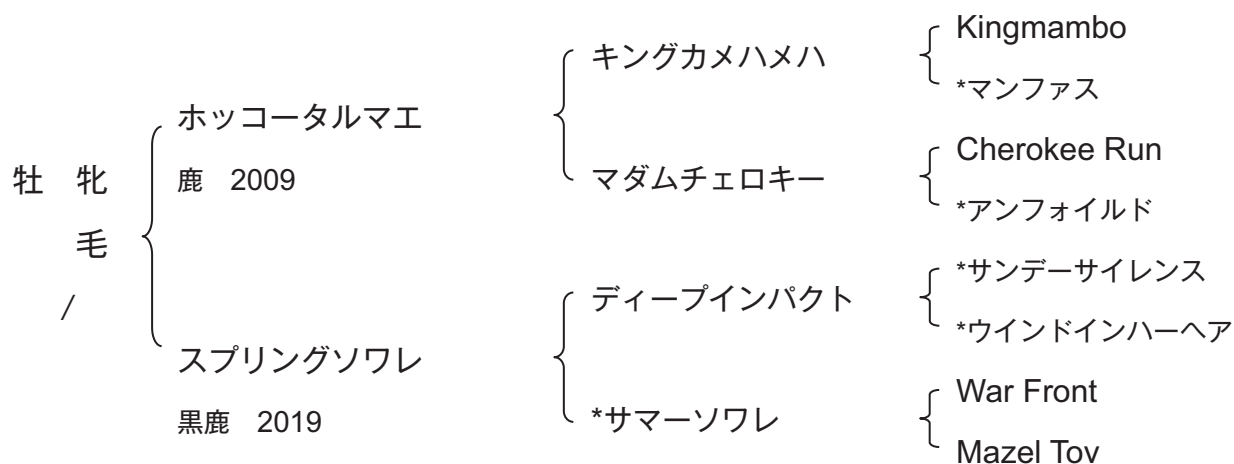 牡 牝
毛
/
ホッコータルマエ
鹿 2009
スプリングソワレ
黒鹿 2019
キングカメハメハ
マダムチェロキー
ディープインパクト
*サマーソワレ
Kingmambo
*マンファス
Cherokee Run
*アンフォイルド
*サンデーサイレンス
*ウインドインハーヘア
War Front
Mazel Tov